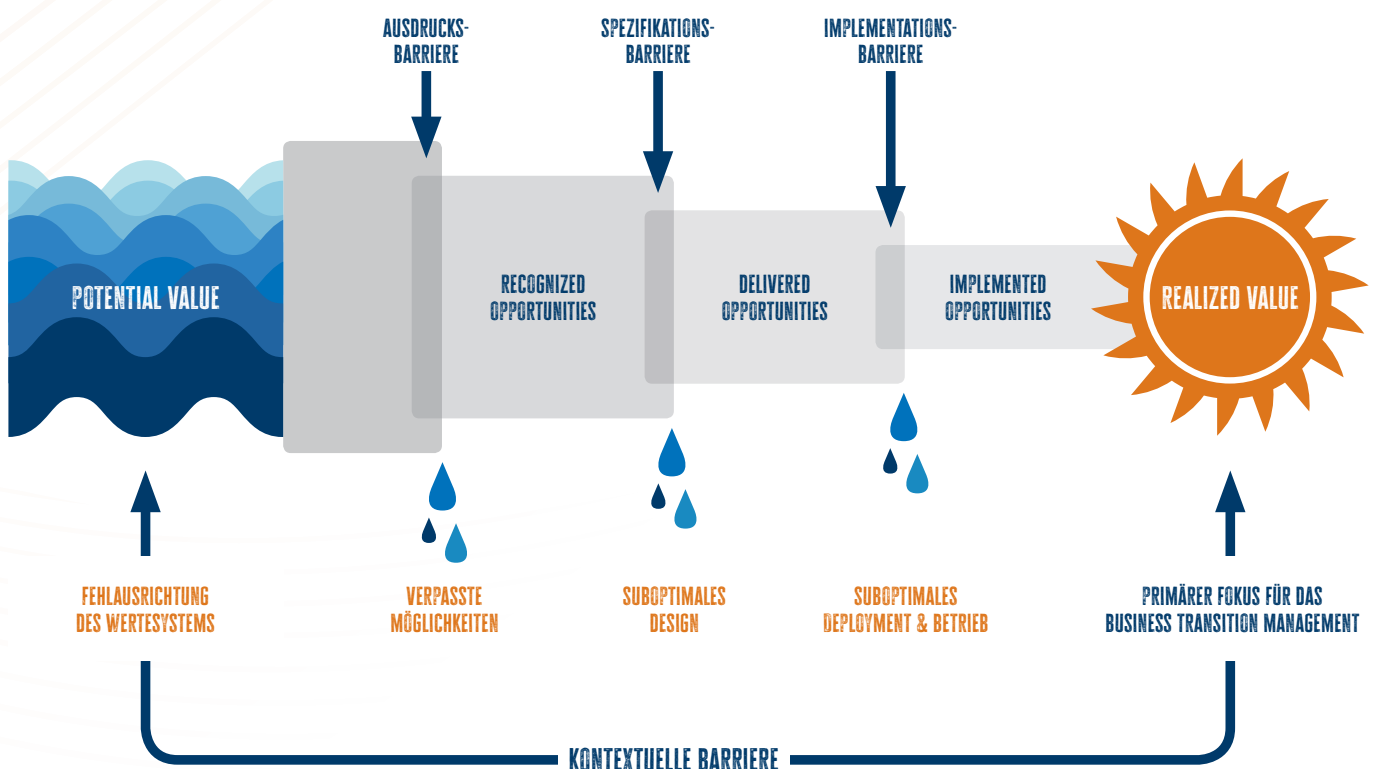 AUSDRUCKS-
BARRIERE
SPEZIFIKATIONS-
BARRIERE
IMPLEMENTATIONS-
BARRIERE
POTENTIAL VALUE
RECOGNIZED
OPPORTUNITIES
DELIVERED
OPPORTUNITIES
IMPLEMENTED
OPPORTUNITIES
REALIZED VALUE
FEHLAUSRICHTUNG
DES WERTESYSTEMS
VERPASSTE
MÖGLICHKEITEN
SUBOPTIMALES
DESIGN
SUBOPTIMALES
DEPLOYMENT & BETRIEB
PRIMÄRER FOKUS FÜR DAS
BUSINESS TRANSITION MANAGEMENT
KONTEXTUELLE BARRIERE